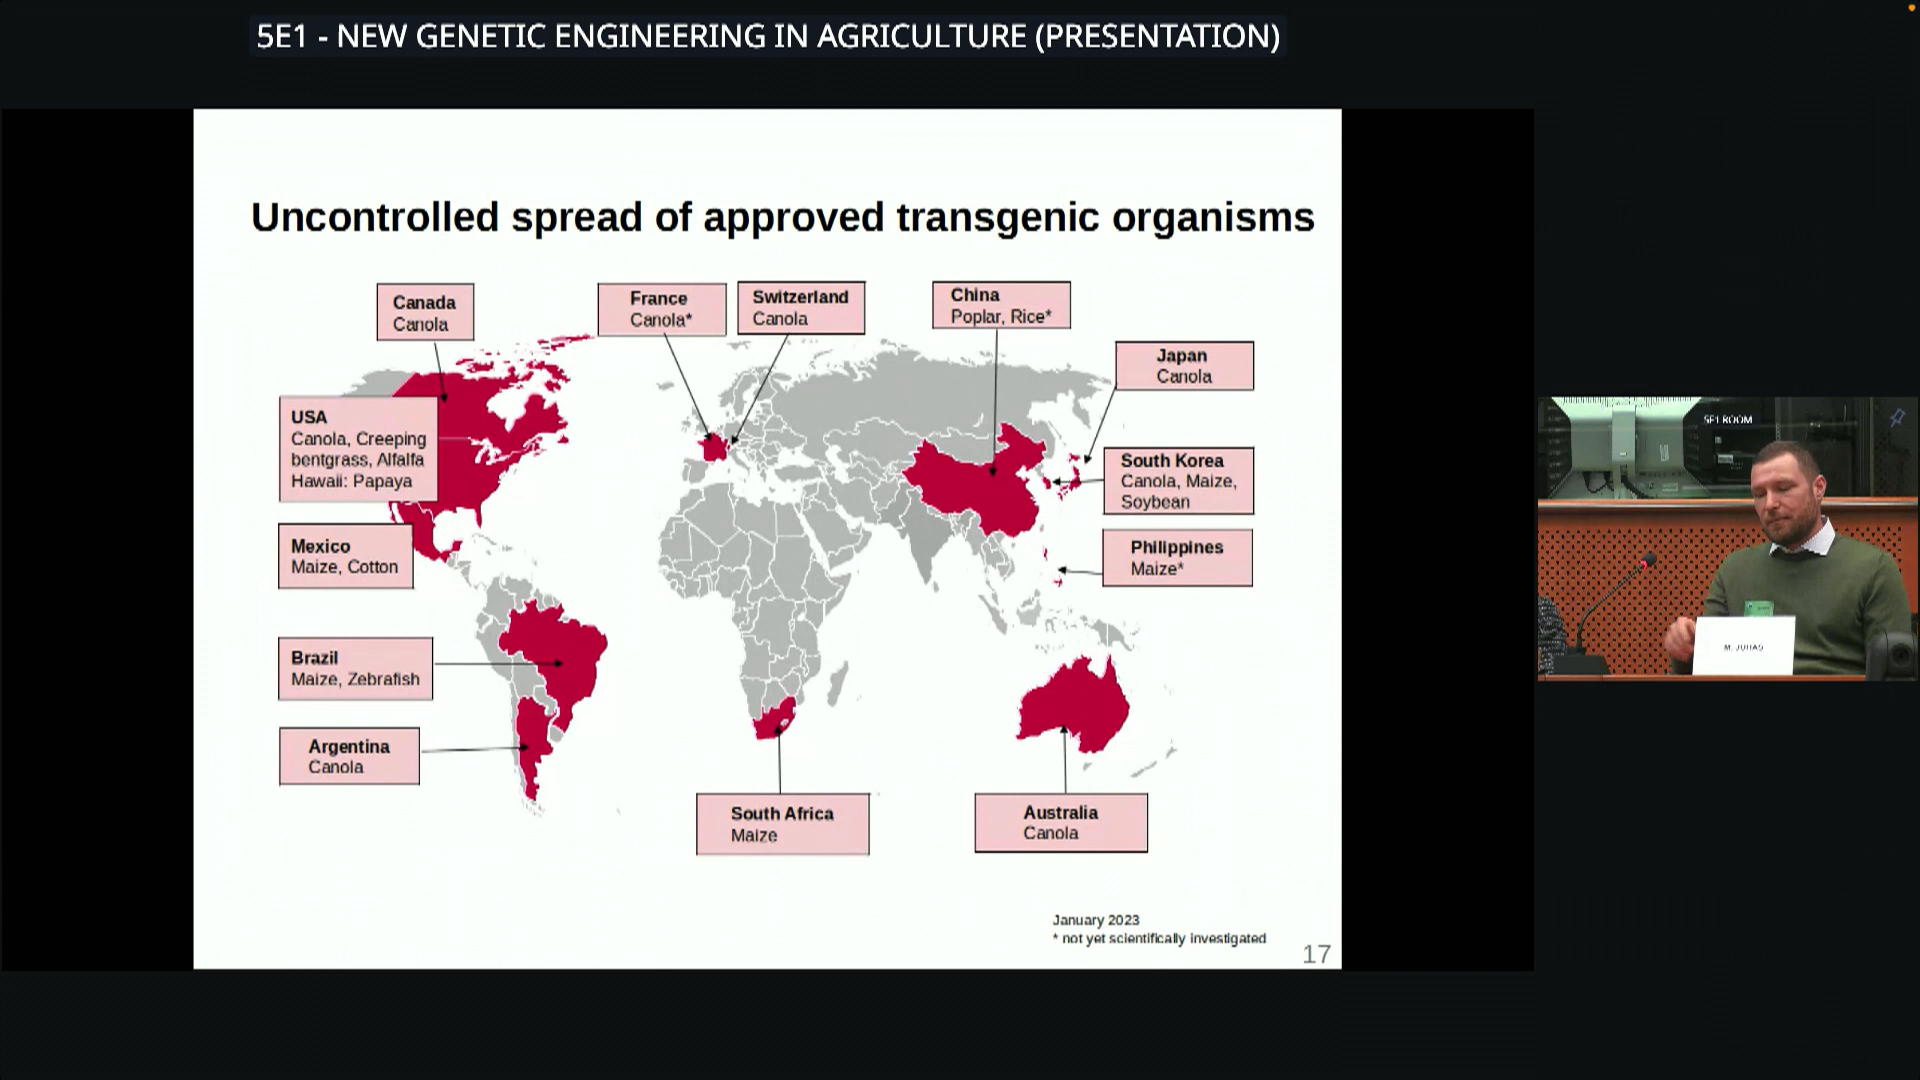 5E1 - NEW GENETIC ENGINEERING IN AGRICULTURE (PRESENTATION)
Uncontrolled spread of approved transgenic organisms
Canada
Canola
France
Canola*
Switzerland
Canola
China
Poplar, Rice*
Japan
Canola
USA
Canola, Creeping
bentgrass, Alfalfa
Hawaii: Papaya
South Korea
Canola, Maize,
Soybean
Mexico
Maize, Cotton
Philippines
Maize*
Brazil
Maize, Zebrafish
Argentina
Canola
South Africa
Maize
Australia
Canola
January 2023
* not yet scientifically investigated
17
5E1 ROOM
M. JUHAS